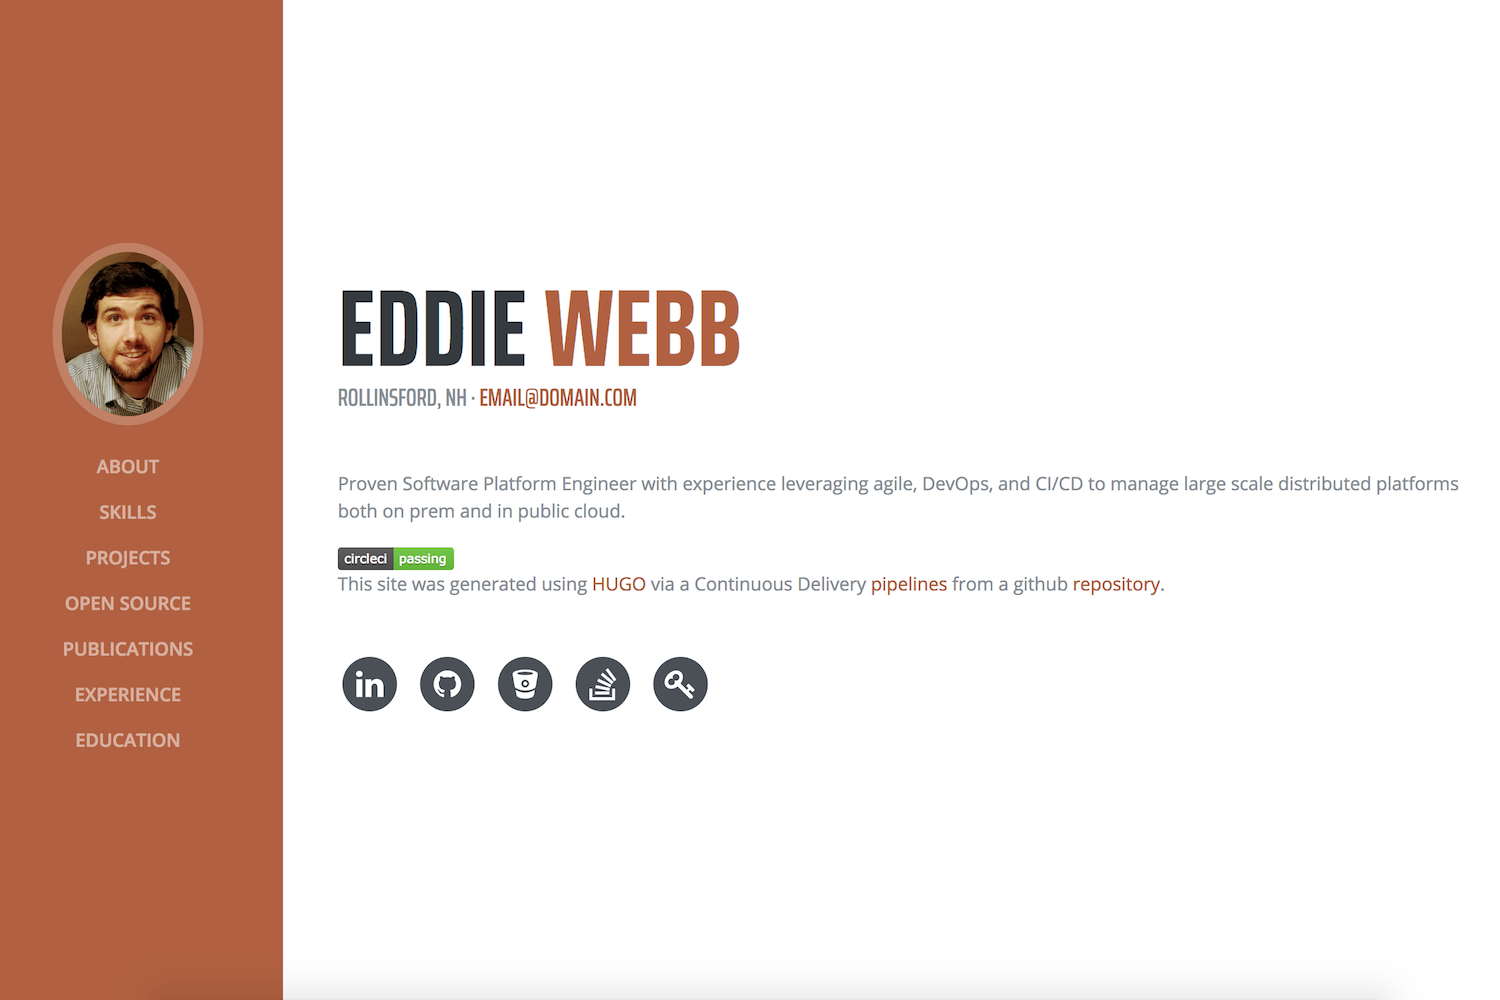 ABOUT
SKILLS
PROJECTS
OPEN SOURCE
PUBLICATIONS
EXPERIENCE
EDUCATION
EDDIE WEBB
ROLLINSFORD, NH · EMAIL@DOMAIN.COM
Proven Software Platform Engineer with experience leveraging agile, DevOps, and CI/CD to manage large scale distributed platforms
both on prem and in public cloud.
circleci passing
This site was generated using HUGO via a Continuous Delivery pipelines from a github repository.
in